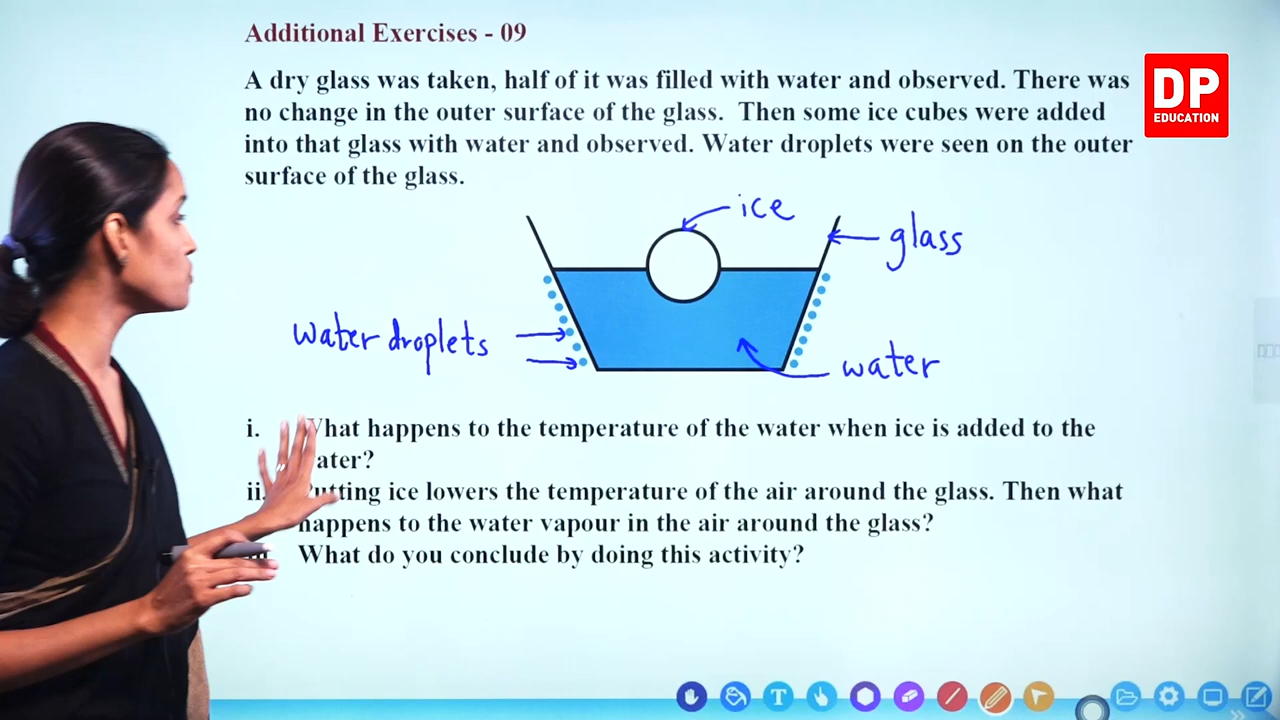 Additional Exercises - 09
DP
EDUCATION
A dry glass was taken, half of it was filled with water and observed. There was
no change in the outer surface of the glass. Then some ice cubes were added
into that glass with water and observed. Water droplets were seen on the outer
surface of the glass.
ice
glass
water droplets
water
i. What happens to the temperature of the water when ice is added to the
ater?
ii. Putting ice lowers the temperature of the air around the glass. Then what
happens to the water vapour in the air around the glass?
What do you conclude by doing this activity?